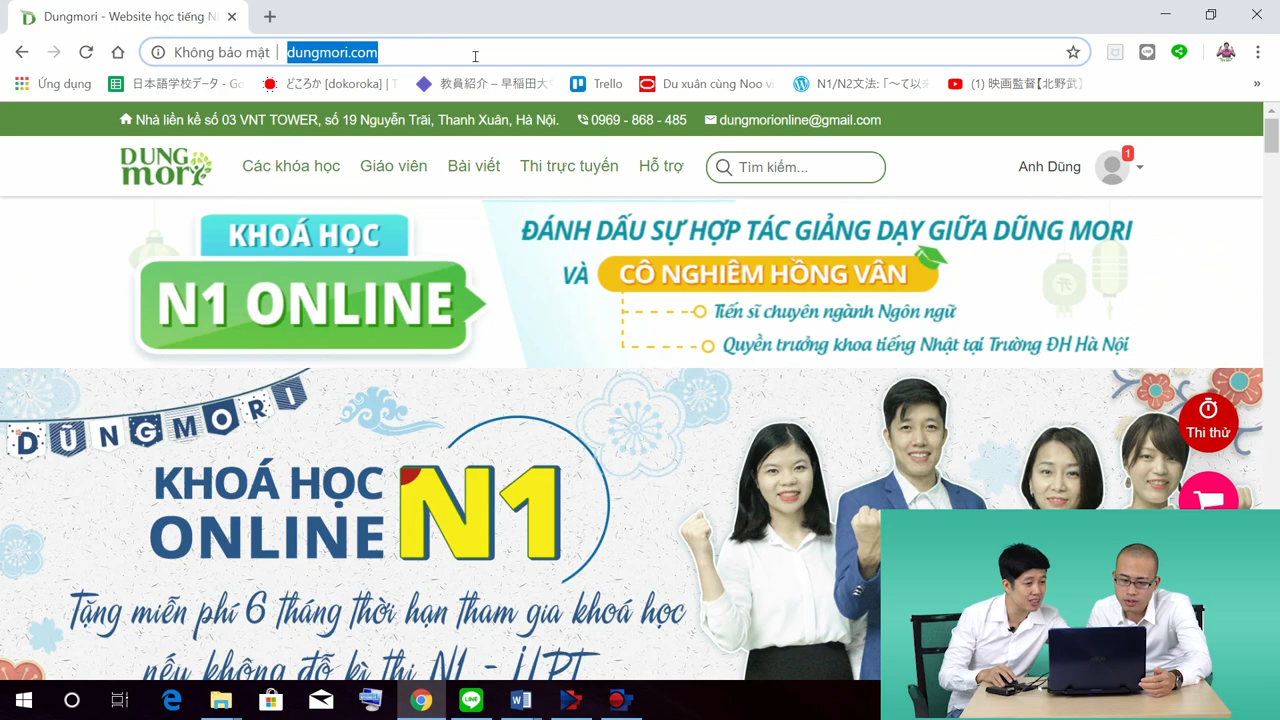 Dungmori - Website học tiếng N
Không bảo mật | dungmori.com
Ứng dụng
日本語学校データ - Go
どころか [dokoroka] | T
教員紹介 – 早稲田大
Trello
Du xuân cùng Noo vi
N1/N2文法:「〜て以
(1) 映画監督【北野武】
»
Nhà liền kề số 03 VNT TOWER, số 19 Nguyễn Trãi, Thanh Xuân, Hà Nội.
0969 - 868 - 485
dungmorionline@gmail.com
DUNG
mori
Các khóa học
Giáo viên
Bài viết
Thi trực tuyến
Hỗ trợ
Tìm kiếm...
Anh Dũng
1
KHOÁ HỌC
N1 ONLINE
ĐÁNH DẤU SỰ HỢP TÁC GIẢNG DẠY GIỮA DŨNG MORI
VÀ CÔ NGHIÊM HỒNG VÂN
Tiến sĩ chuyên ngành Ngôn ngữ
Quyền trưởng khoa tiếng Nhật tại Trường ĐH Hà Nội
DŨNGMORI
KHOÁ HỌC
ONLINE N1
Tặng miễn phí 6 tháng thời hạn tham gia khoá học
nếu không đỗ kì thi N1 - JLPT
Thi thử